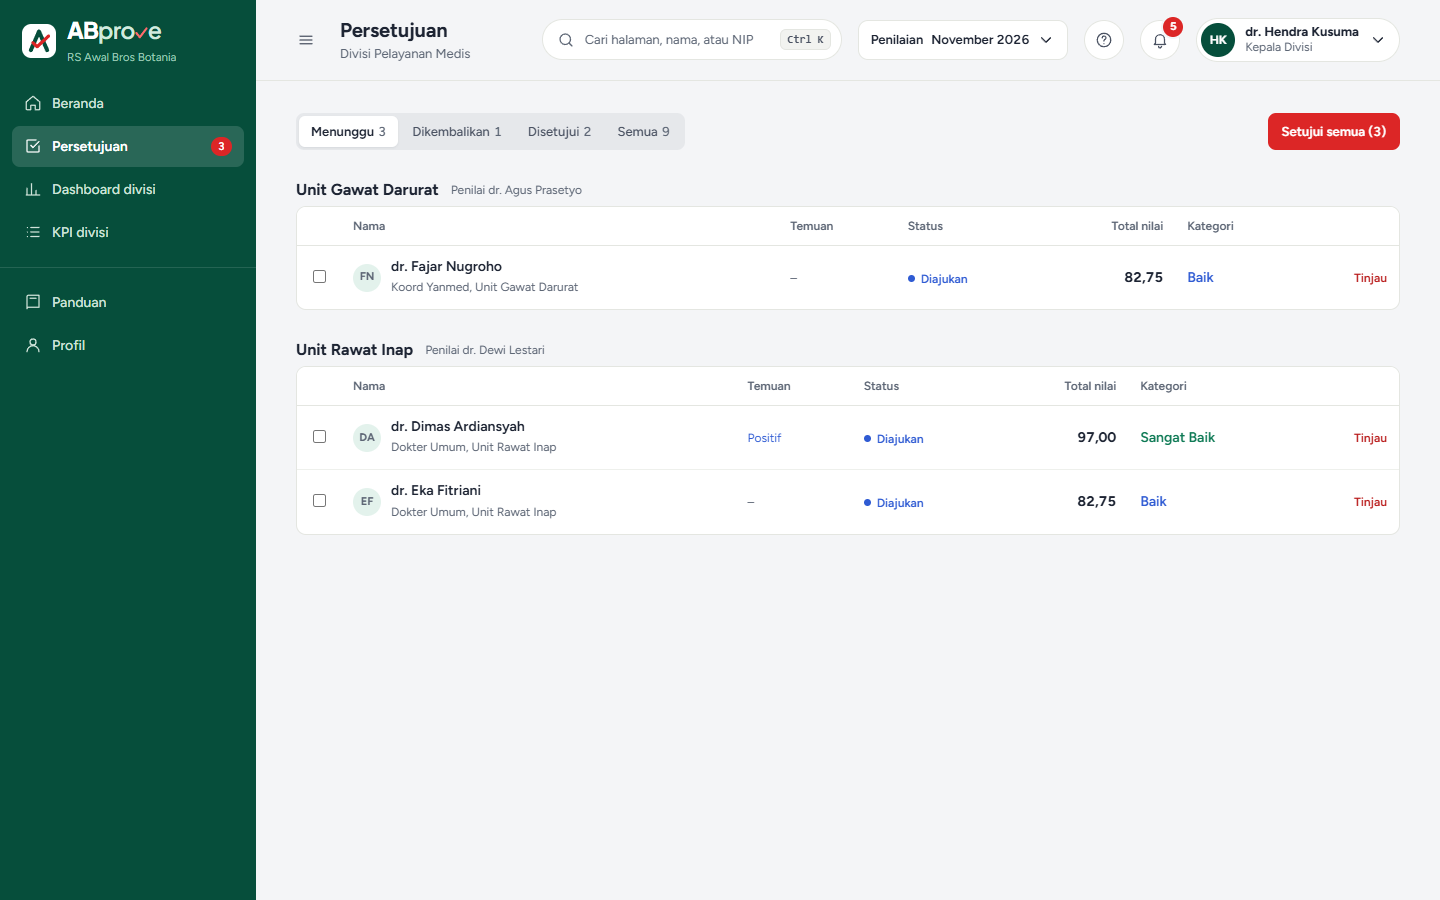 ABprove
RS Awal Bros Botania
Beranda
Persetujuan 3
Dashboard divisi
KPI divisi
Panduan
Profil
Persetujuan
Divisi Pelayanan Medis
Cari halaman, nama, atau NIP Ctrl K
Penilaian November 2026
5
HK
dr. Hendra Kusuma
Kepala Divisi
Menunggu 3 Dikembalikan 1 Disetujui 2 Semua 9
Setujui semua (3)
Unit Gawat Darurat Penilai dr. Agus Prasetyo
Nama Temuan Status Total nilai Kategori
FN dr. Fajar Nugroho
Koord Yanmed, Unit Gawat Darurat
– Diajukan 82,75 Baik Tinjau
Unit Rawat Inap Penilai dr. Dewi Lestari
Nama Temuan Status Total nilai Kategori
DA dr. Dimas Ardiansyah
Dokter Umum, Unit Rawat Inap
Positif Diajukan 97,00 Sangat Baik Tinjau
EF dr. Eka Fitriani
Dokter Umum, Unit Rawat Inap
– Diajukan 82,75 Baik Tinjau